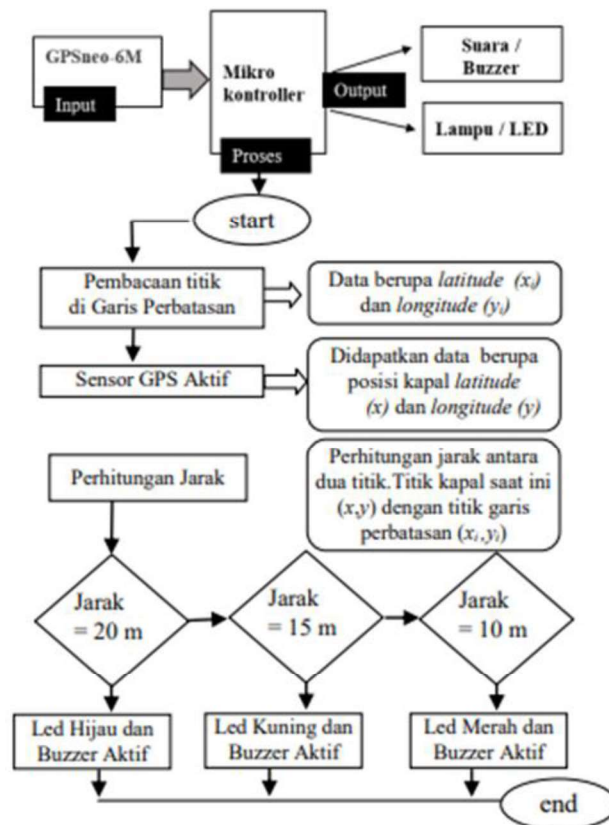 GPSneo-6M
Input
Mikro
kontroller
Proses
Output
Suara /
Buzzer
Lampu / LED
start
Pembacaan titik
di Garis Perbatasan
Data berupa latitude (xᵢ)
dan longitude (yᵢ)
Sensor GPS Aktif
Didapatkan data berupa
posisi kapal latitude
(x) dan longitude (y)
Perhitungan Jarak
Perhitungan jarak antara
dua titik.Titik kapal saat ini
(x,y) dengan titik garis
perbatasan (xᵢ,yᵢ)
Jarak
= 20 m
Jarak
= 15 m
Jarak
= 10 m
Led Hijau dan
Buzzer Aktif
Led Kuning dan
Buzzer Aktif
Led Merah dan
Buzzer Aktif
end